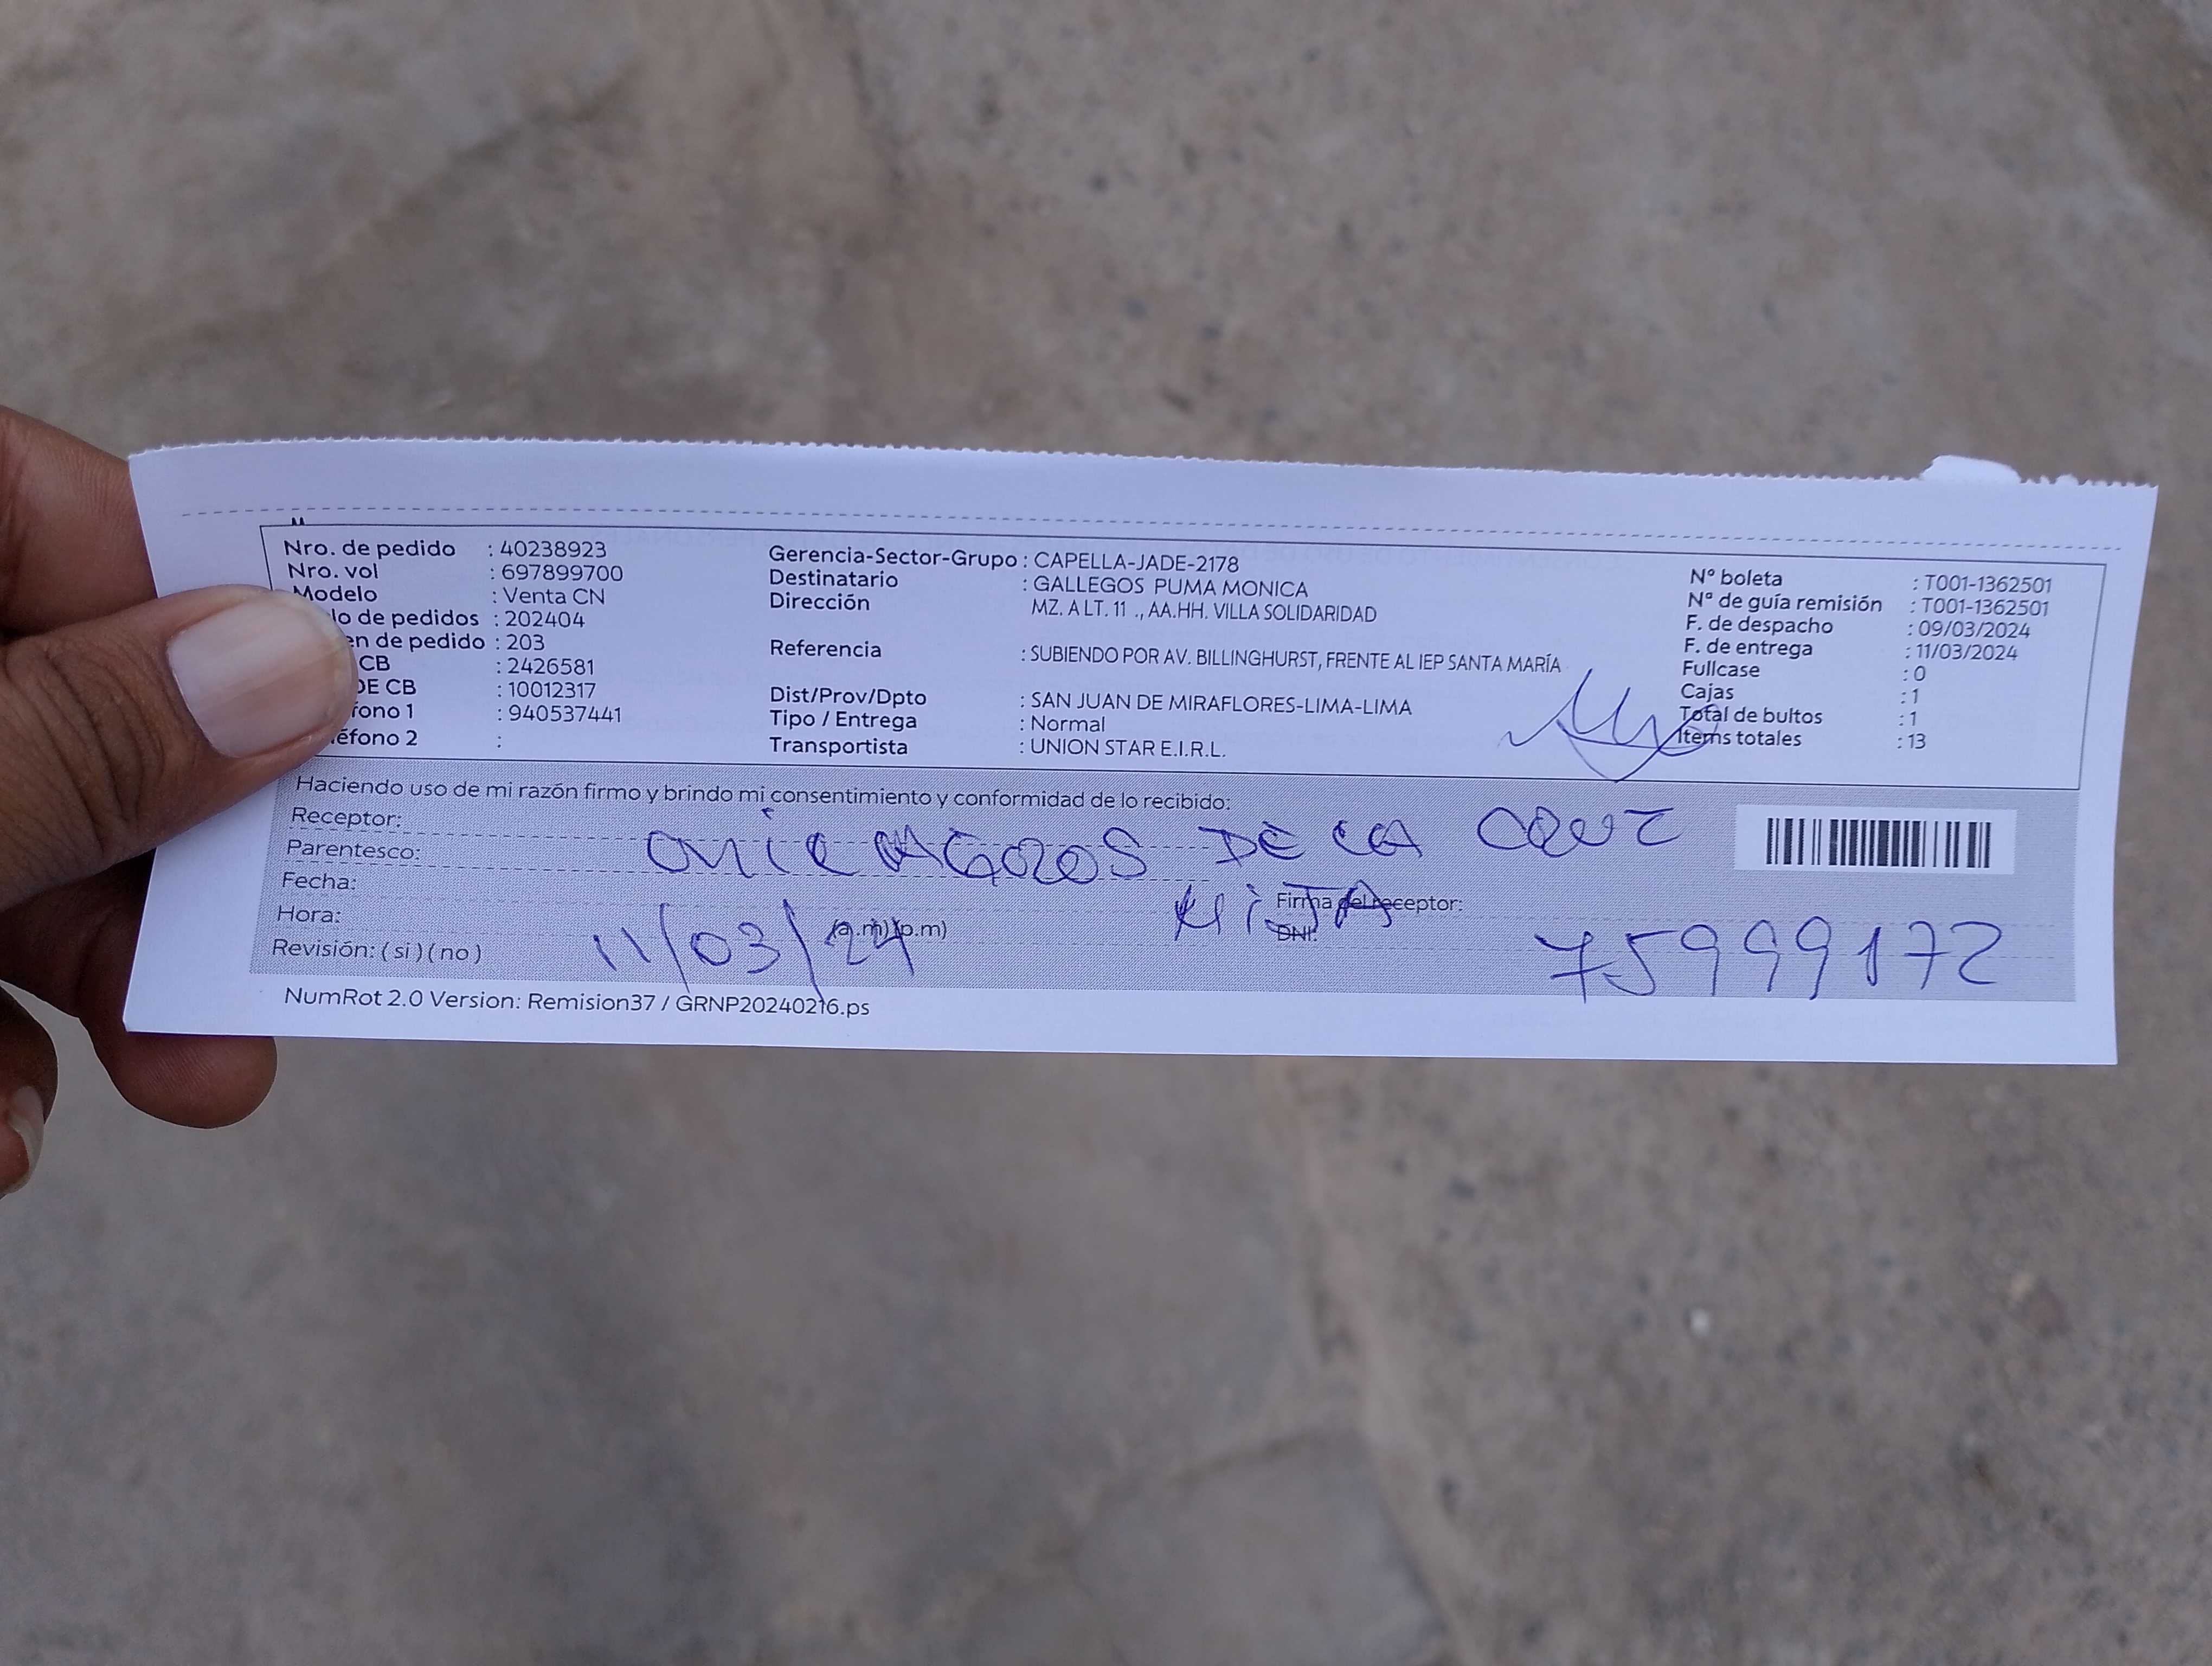 Nro. de pedido : 40238923
Nro. vol : 697899700
Modelo : Venta CN
lo de pedidos : 202404
en de pedido : 203
CB : 2426581
DE CB : 10012317
fono 1 : 940537441
léfono 2 :
Gerencia-Sector-Grupo : CAPELLA-JADE-2178
Destinatario : GALLEGOS PUMA MONICA
Dirección MZ. A LT. 11 ., AA.HH. VILLA SOLIDARIDAD
Referencia : SUBIENDO POR AV. BILLINGHURST, FRENTE AL IEP SANTA MARÍA
Dist/Prov/Dpto : SAN JUAN DE MIRAFLORES-LIMA-LIMA
Tipo / Entrega : Normal
Transportista : UNION STAR E.I.R.L.
N° boleta : T001-1362501
N° de guía remisión : T001-1362501
F. de despacho : 09/03/2024
F. de entrega : 11/03/2024
Fullcase : 0
Cajas : 1
Total de bultos : 1
Items totales : 13
Haciendo uso de mi razón firmo y brindo mi consentimiento y conformidad de lo recibido:
Receptor: DE LA CRUZ
Parentesco: HiJA
Fecha: 11/03/24
Hora: (a.m) (p.m)
Revisión: ( si ) ( no )
Firma del receptor:
DNI: 75999172
NumRot 2.0 Version: Remision37 / GRNP20240216.ps